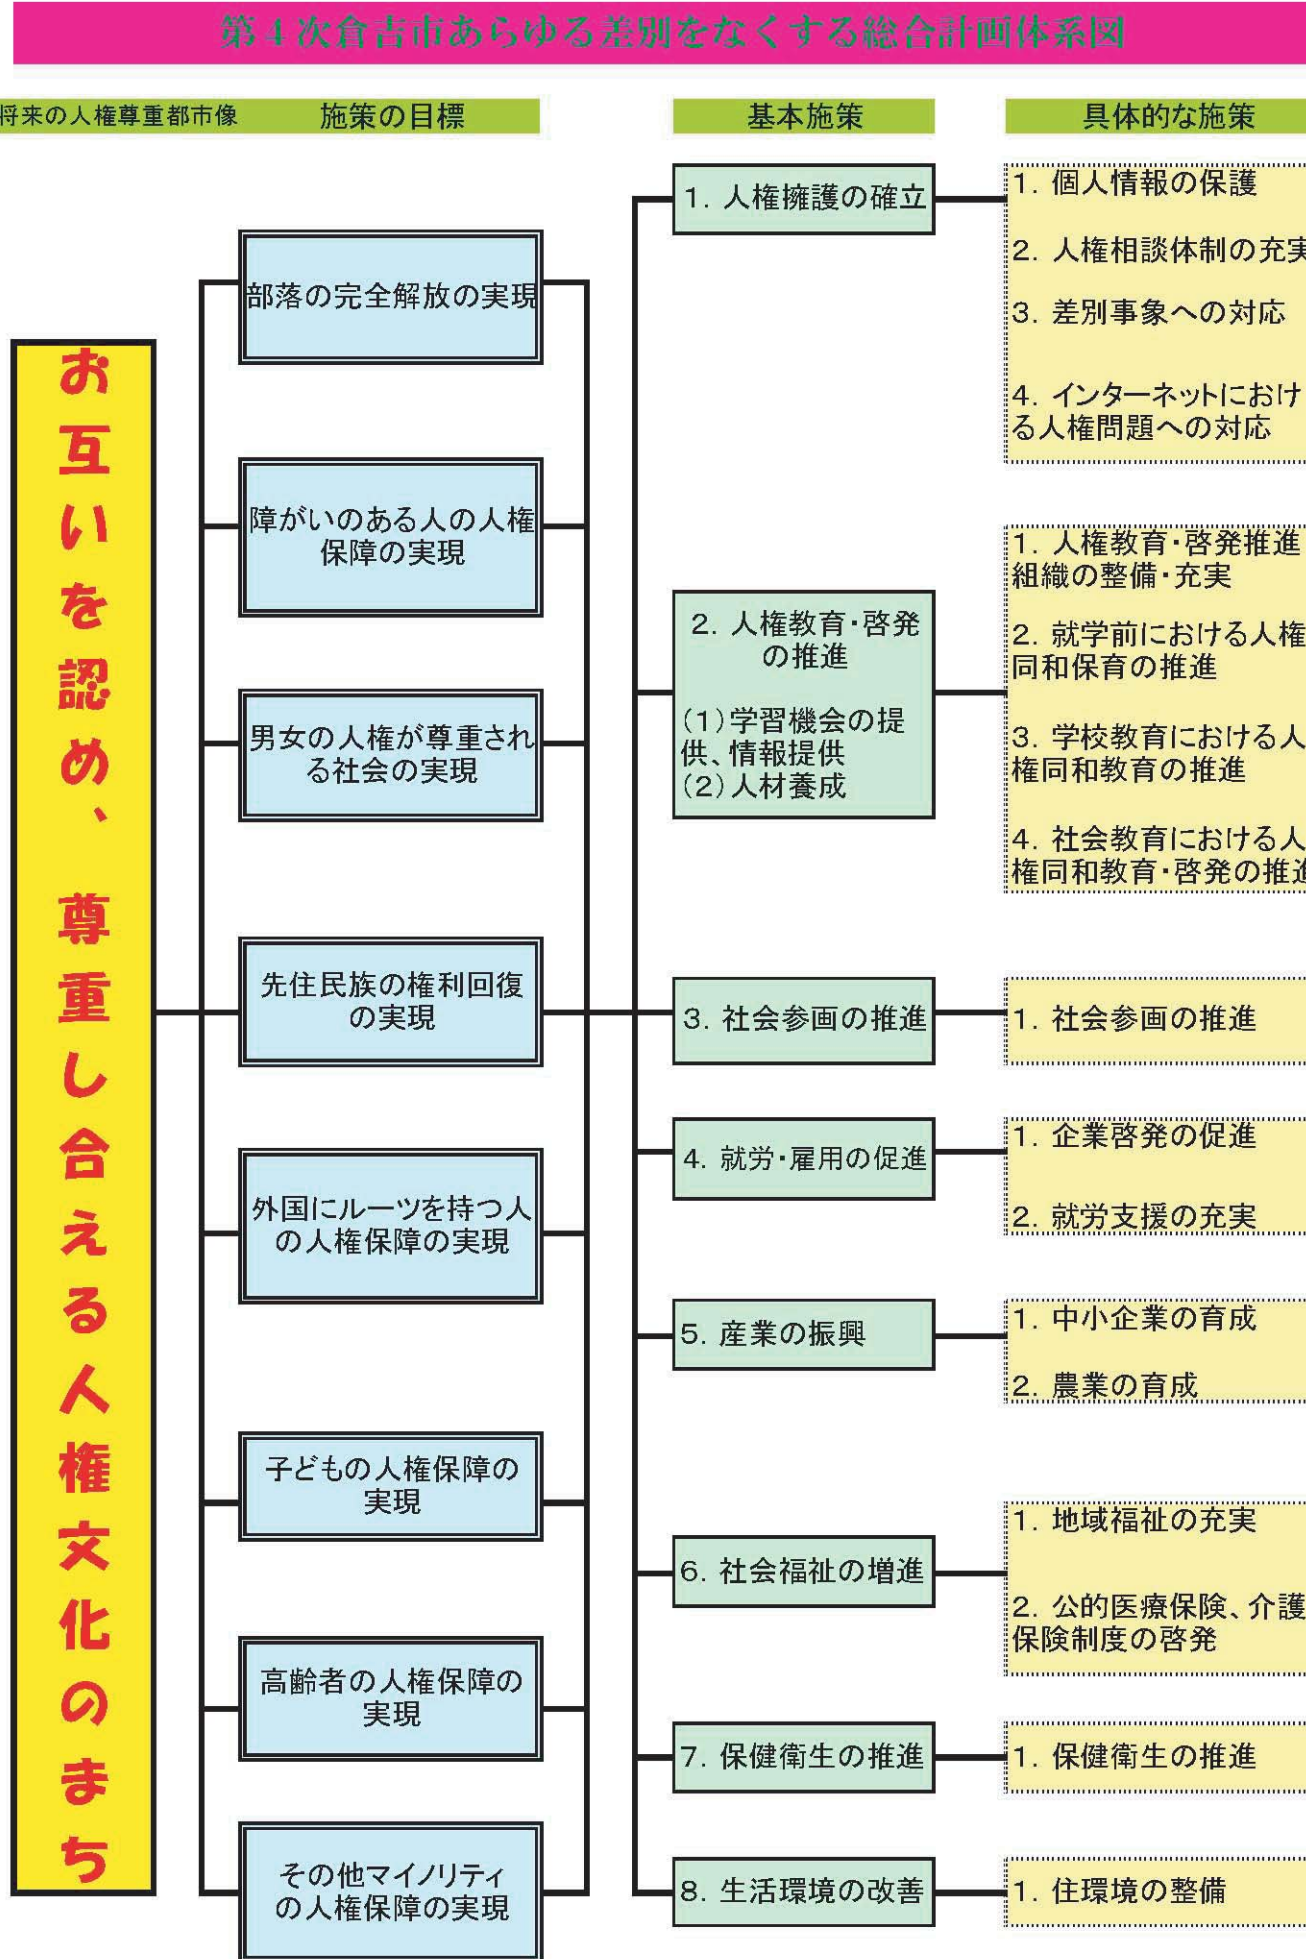 第4次倉吉市あらゆる差別をなくする総合計画体系図
将来の人権尊重都市像
施策の目標
基本施策
具体的な施策
お互いを認め、尊重し合える人権文化のまち
部落の完全解放の実現
障がいのある人の人権
保障の実現
男女の人権が尊重され
る社会の実現
先住民族の権利回復
の実現
外国にルーツを持つ人
の人権保障の実現
子どもの人権保障の
実現
高齢者の人権保障の
実現
その他マイノリティ
の人権保障の実現
1. 人権擁護の確立
2. 人権教育・啓発
の推進
(1)学習機会の提
供、情報提供
(2)人材養成
3. 社会参画の推進
4. 就労・雇用の促進
5. 産業の振興
6. 社会福祉の増進
7. 保健衛生の推進
8. 生活環境の改善
1. 個人情報の保護
2. 人権相談体制の充実
3. 差別事象への対応
4. インターネットにおけ
る人権問題への対応
1. 人権教育・啓発推進
組織の整備・充実
2. 就学前における人権
同和保育の推進
3. 学校教育における人
権同和教育の推進
4. 社会教育における人
権同和教育・啓発の推進
1. 社会参画の推進
1. 企業啓発の促進
2. 就労支援の充実
1. 中小企業の育成
2. 農業の育成
1. 地域福祉の充実
2. 公的医療保険、介護
保険制度の啓発
1. 保健衛生の推進
1. 住環境の整備